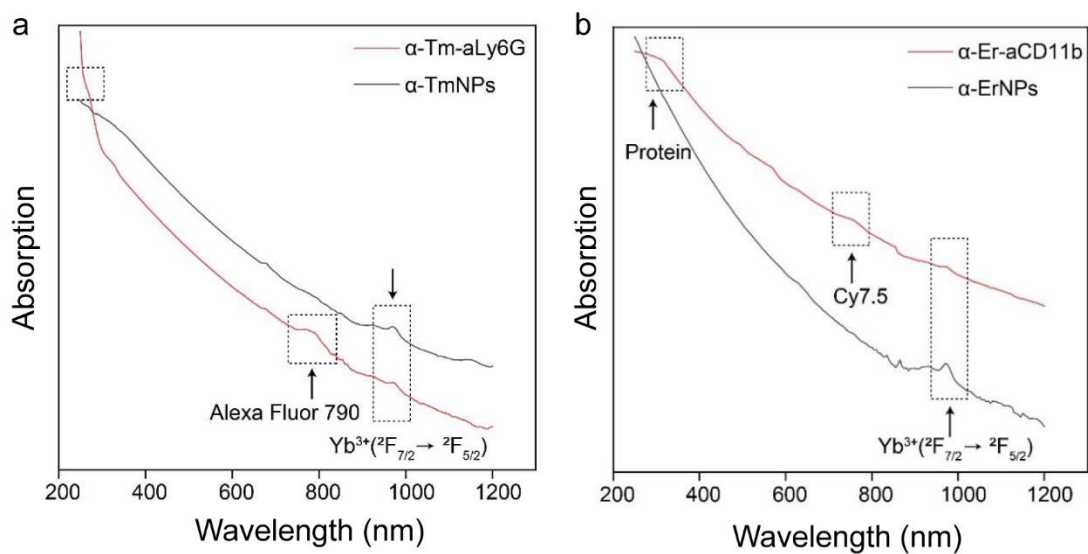 a
α-Tm-aLy6G
α-TmNPs
Alexa Fluor 790
Yb³⁺(²F₇/₂→ ²F₅/₂)
Absorption
200 400 600 800 1000 1200
Wavelength (nm)
b
α-Er-aCD11b
α-ErNPs
Protein
Cy7.5
Yb³⁺(²F₇/₂→ ²F₅/₂)
Absorption
200 400 600 800 1000 1200
Wavelength (nm)